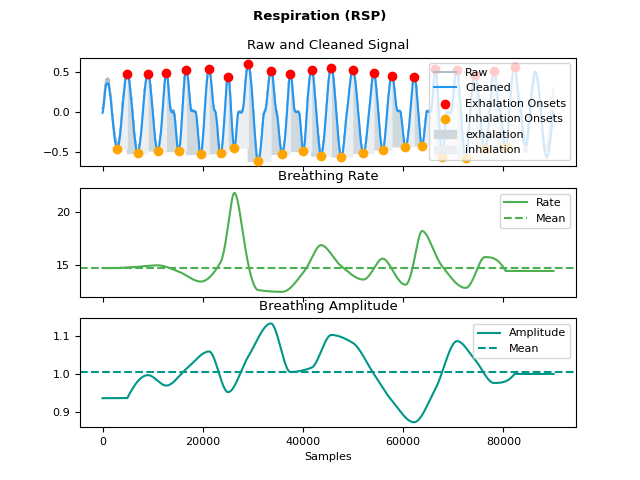 Respiration (RSP)
Raw and Cleaned Signal
0.5
0.0
−0.5
Raw
Cleaned
Exhalation Onsets
Inhalation Onsets
exhalation
inhalation
Breathing Rate
20
15
Rate
Mean
Breathing Amplitude
1.1
1.0
0.9
Amplitude
Mean
0 20000 40000 60000 80000
Samples